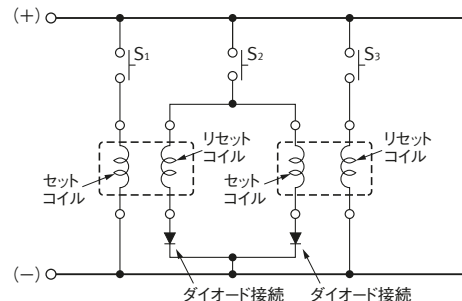 (+)
S1
S2
S3
リセット
コイル
リセット
コイル
セット
コイル
セット
コイル
(−)
ダイオード接続
ダイオード接続